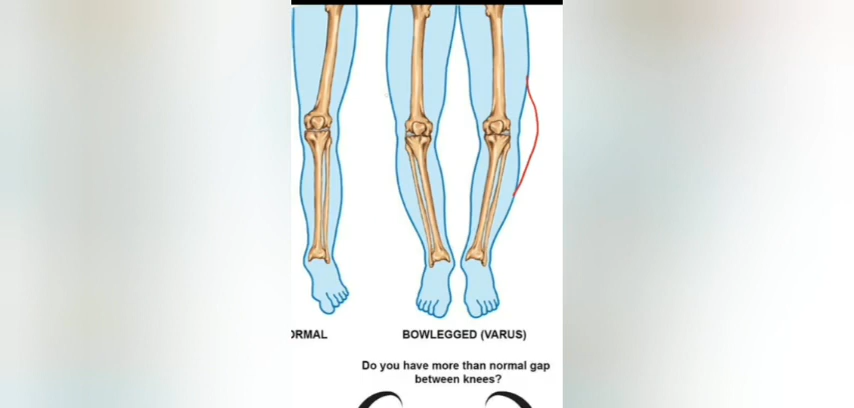 ORMAL
BOWLEGGED (VARUS)
Do you have more than normal gap
between knees?